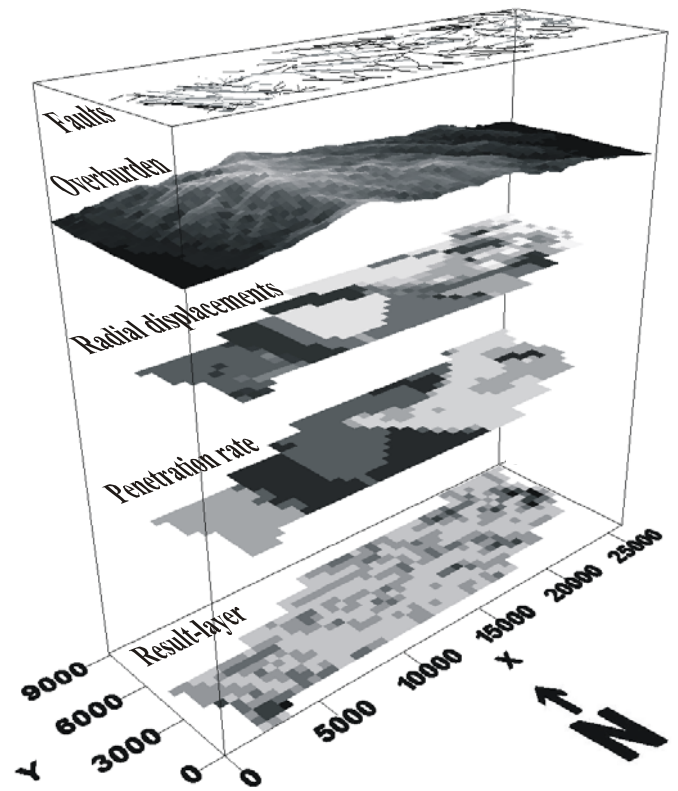 Faults
Overburden
Radial displacements
Penetration rate
Result-layer
9000
6000
3000
0
Y
0
5000
10000
15000
20000
25000
X
N